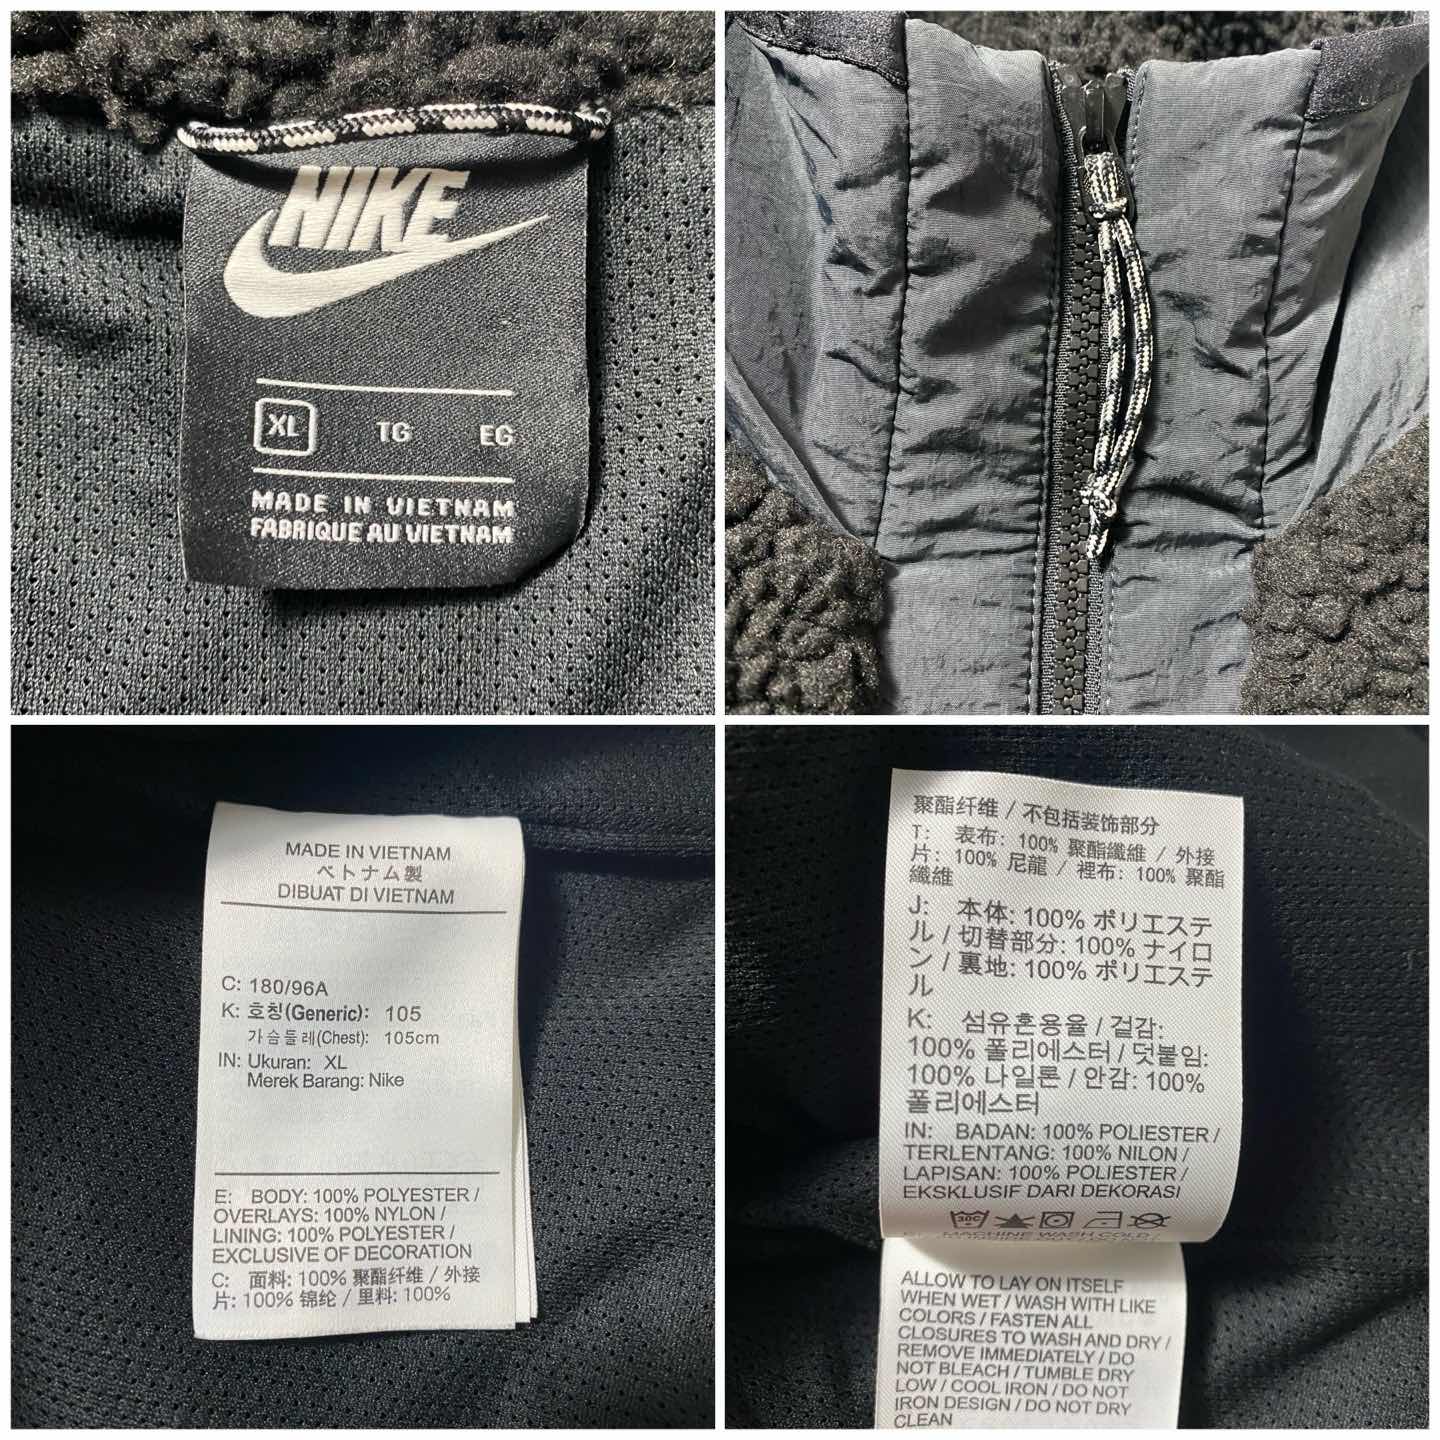 NIKE
XL TG EG
MADE IN VIETNAM
FABRIQUE AU VIETNAM
MADE IN VIETNAM
ベトナム製
DIBUAT DI VIETNAM
C: 180/96A
K: 호칭(Generic): 105
가슴둘레(Chest): 105cm
IN: Ukuran: XL
Merek Barang: Nike
E: BODY: 100% POLYESTER /
OVERLAYS: 100% NYLON /
LINING: 100% POLYESTER /
EXCLUSIVE OF DECORATION
C: 面料: 100% 聚酯纤维 / 外接
片: 100% 锦纶 / 里料: 100%
聚酯纤维 / 不包括装饰部分
T: 表布: 100% 聚酯纖維 / 外接
片: 100% 尼龍 / 裡布: 100% 聚酯
纖維
J: 本体: 100% ポリエステ
ル / 切替部分: 100% ナイロ
ン / 裏地: 100% ポリエステ
ル
K: 섬유혼용율 / 겉감:
100% 폴리에스터 / 덧붙임:
100% 나일론 / 안감: 100%
폴리에스터
IN: BADAN: 100% POLIESTER /
TERLENTANG: 100% NILON /
LAPISAN: 100% POLIESTER /
EKSKLUSIF DARI DEKORASI
30C
MACHINE WASH COLD /
ALLOW TO LAY ON ITSELF
WHEN WET / WASH WITH LIKE
COLORS / FASTEN ALL
CLOSURES TO WASH AND DRY /
REMOVE IMMEDIATELY / DO
NOT BLEACH / TUMBLE DRY
LOW / COOL IRON / DO NOT
IRON DESIGN / DO NOT DRY
CLEAN